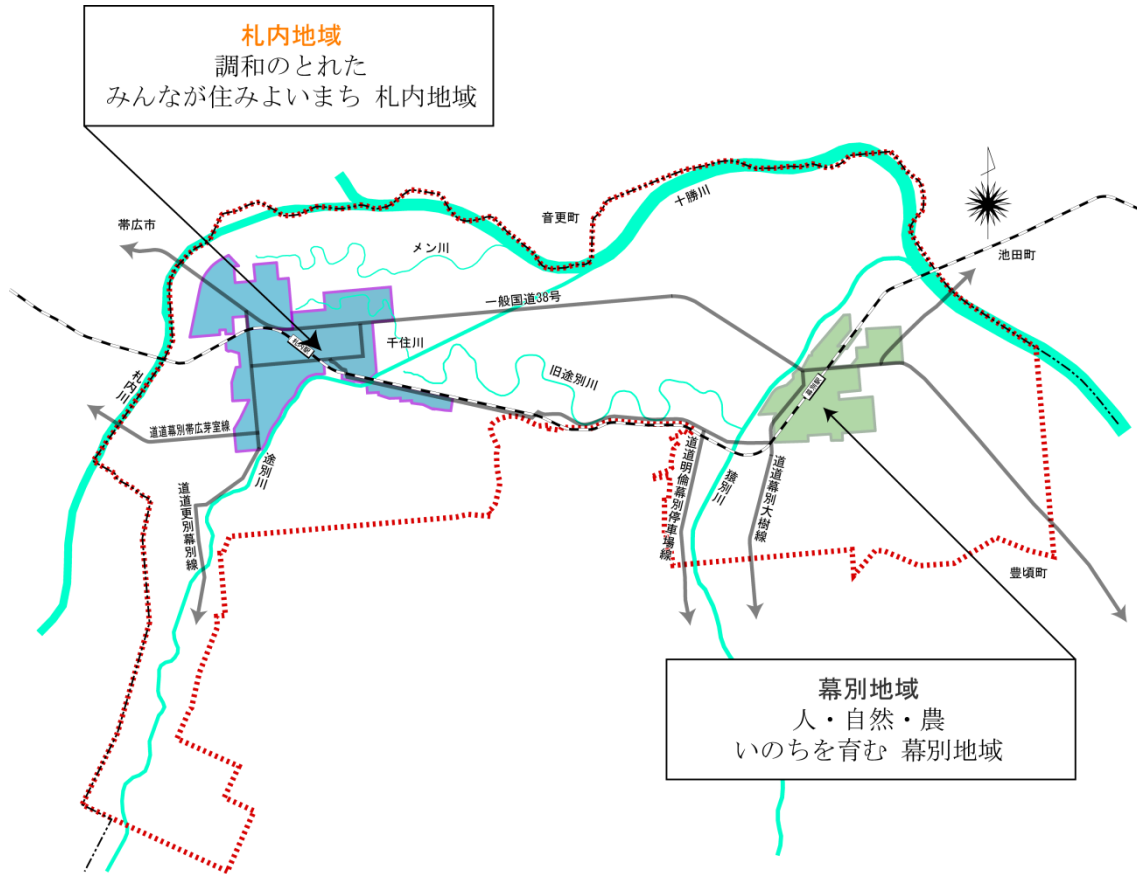 札内地域
調和のとれた
みんなが住みよいまち 札内地域
帯広市
音更町
十勝川
池田町
メン川
一般国道38号
千住川
札内駅
旧途別川
幕別駅
札内川
道道幕別帯広芽室線
途別川
道道更別幕別線
道道明倫幕別停車場線
猿別川
道道幕別大樹線
豊頃町
幕別地域
人・自然・農
いのちを育む 幕別地域